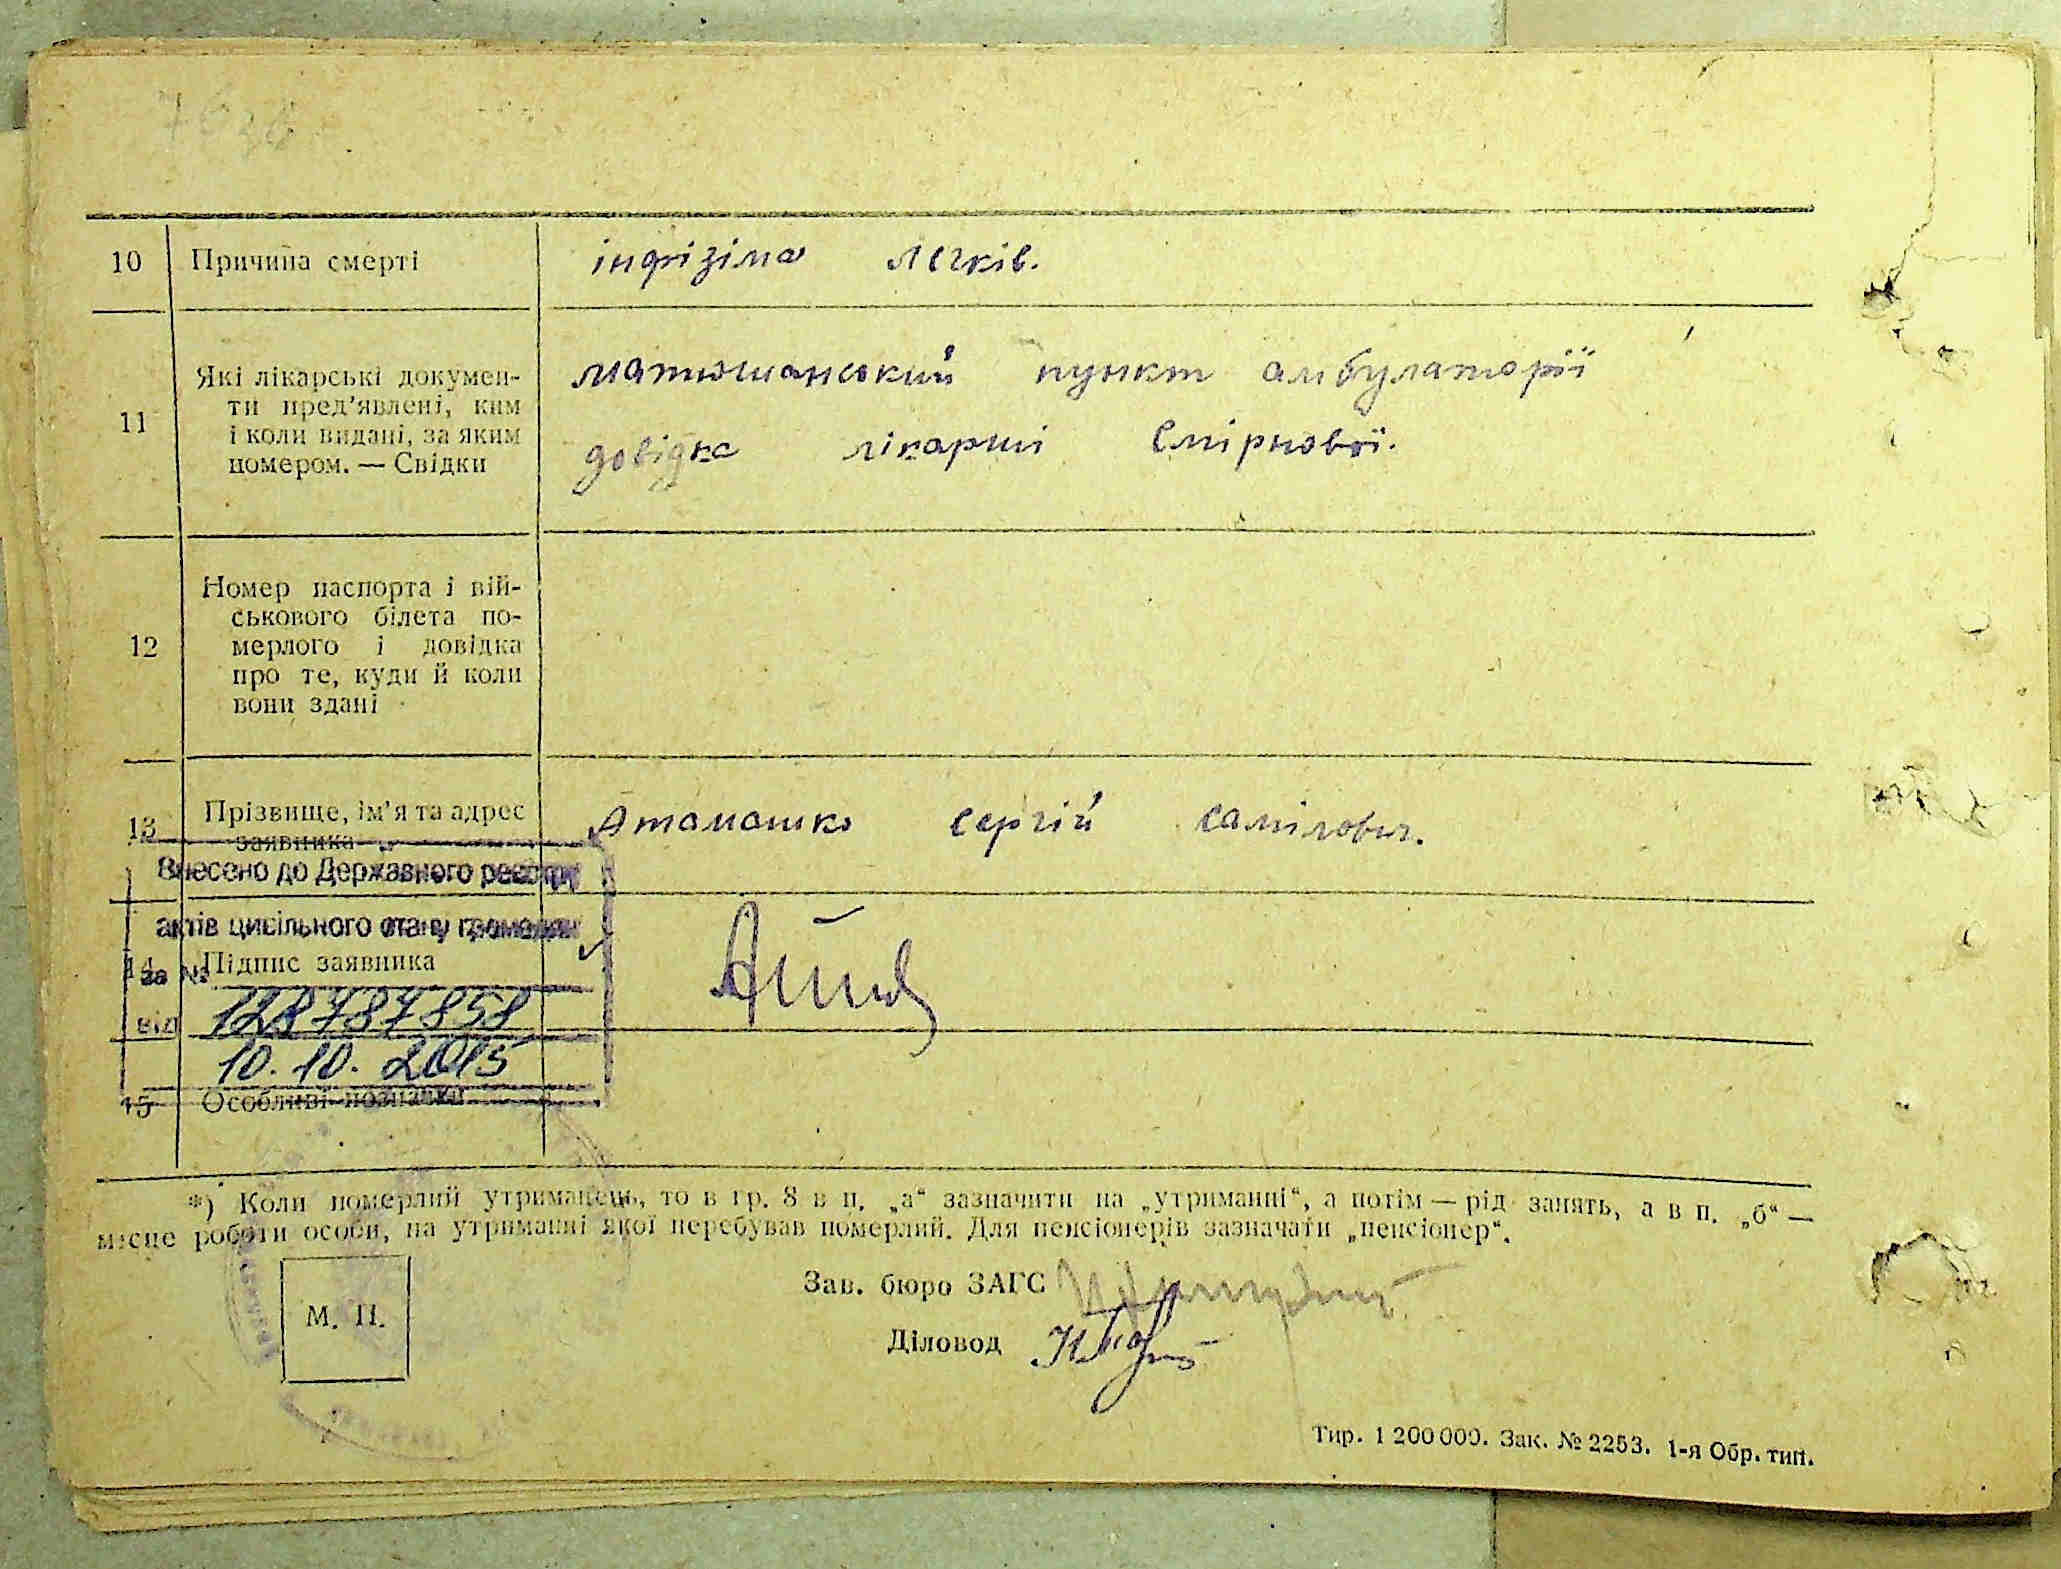 10 Причина смерті інфізіма легків.
11 Які лікарські докумен-
ти пред'явлені, ким
і коли видані, за яким
номером. — Свідки
матюшанський пункт амбулаторії
довідка лікарші Смірнової.
12 Номер паспорта і вій-
ськового білета по-
мерлого і довідка
про те, куди й коли
вони здані
13 Прізвище, ім'я та адрес
заявника
Атамашко Сергій
Внесено до Державного реєстру
актів цивільного стану громадян
14 Підпис заявника
за №
128787858
від
10.10.2015
15 Особливі позначки
*) Коли померлий утриманець, то в гр. 8 в п. „а“ зазначити на „утриманні“, а потім — рід занять, а в п. „б“ —
місце роботи особи, на утриманні якої перебував померлий. Для пенсіонерів зазначати „пенсіонер“.
Зав. бюро ЗАГС
М. П.
Діловод
Тир. 1 200 000. Зак. № 2253. 1-я Обр. тип.